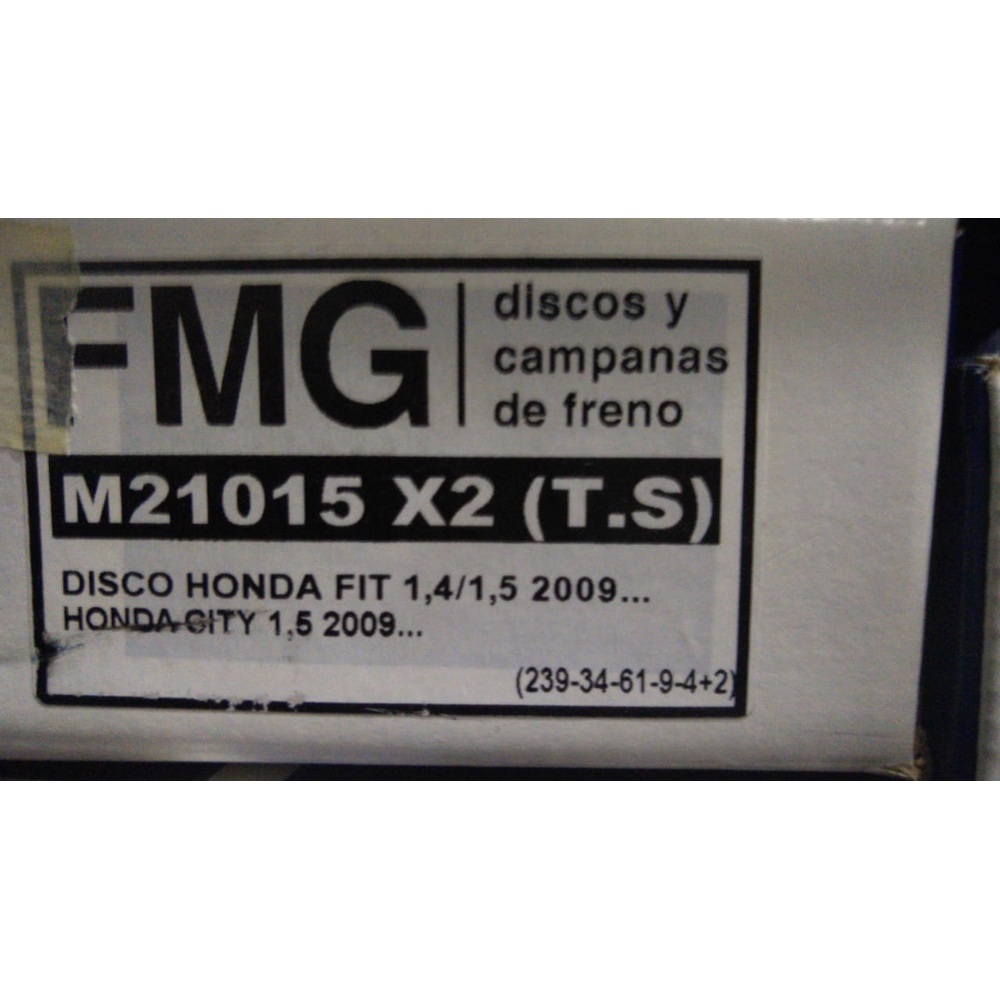 FMG
discos y
campanas
de freno
M21015 X2 (T.S)
DISCO HONDA FIT 1,4/1,5 2009...
HONDA CITY 1,5 2009...
(239-34-61-9-4+2)